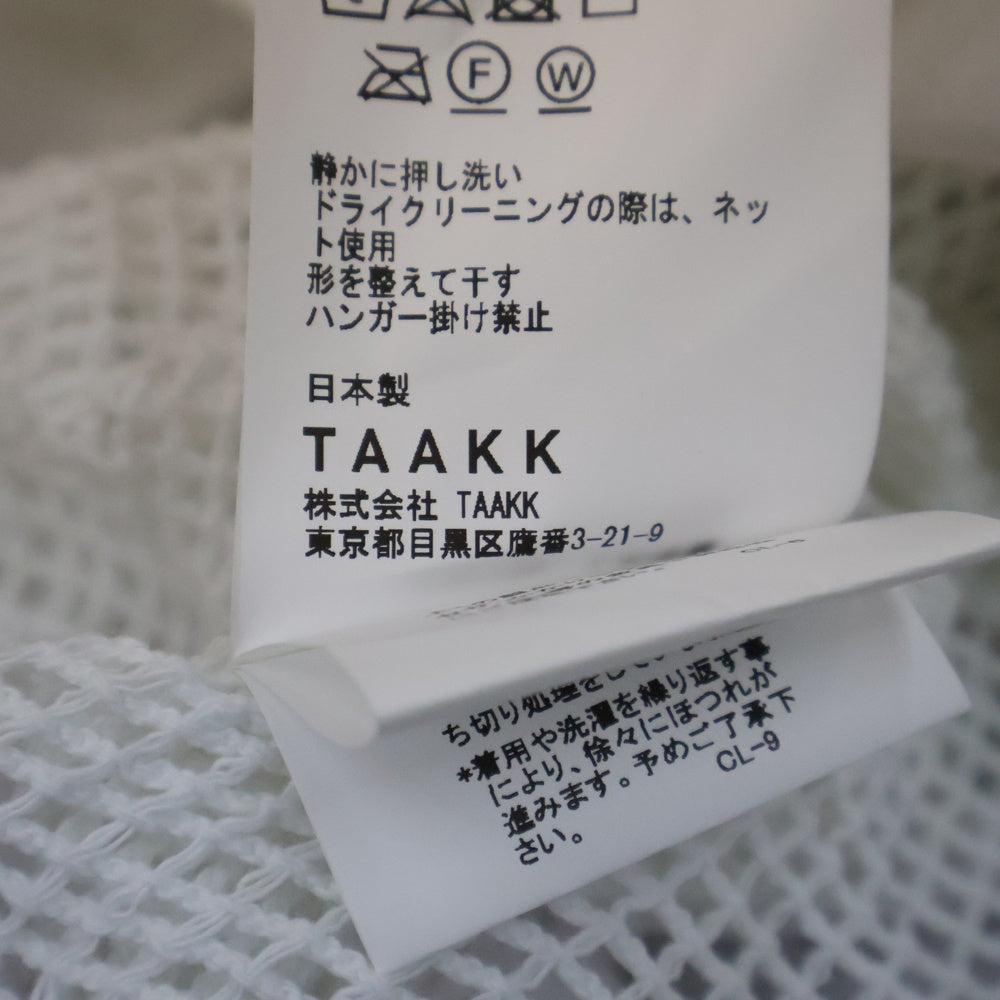 F W
静かに押し洗い
ドライクリーニングの際は、ネッ
ト使用
形を整えて干す
ハンガー掛け禁止
日本製
TAAKK
株式会社 TAAKK
東京都目黒区鷹番3-21-9
CL-8
ち切り処理をしてい
*着用や洗濯を繰り返す事
により、徐々にほつれが
進みます。予めご了承下
さい。
CL-9